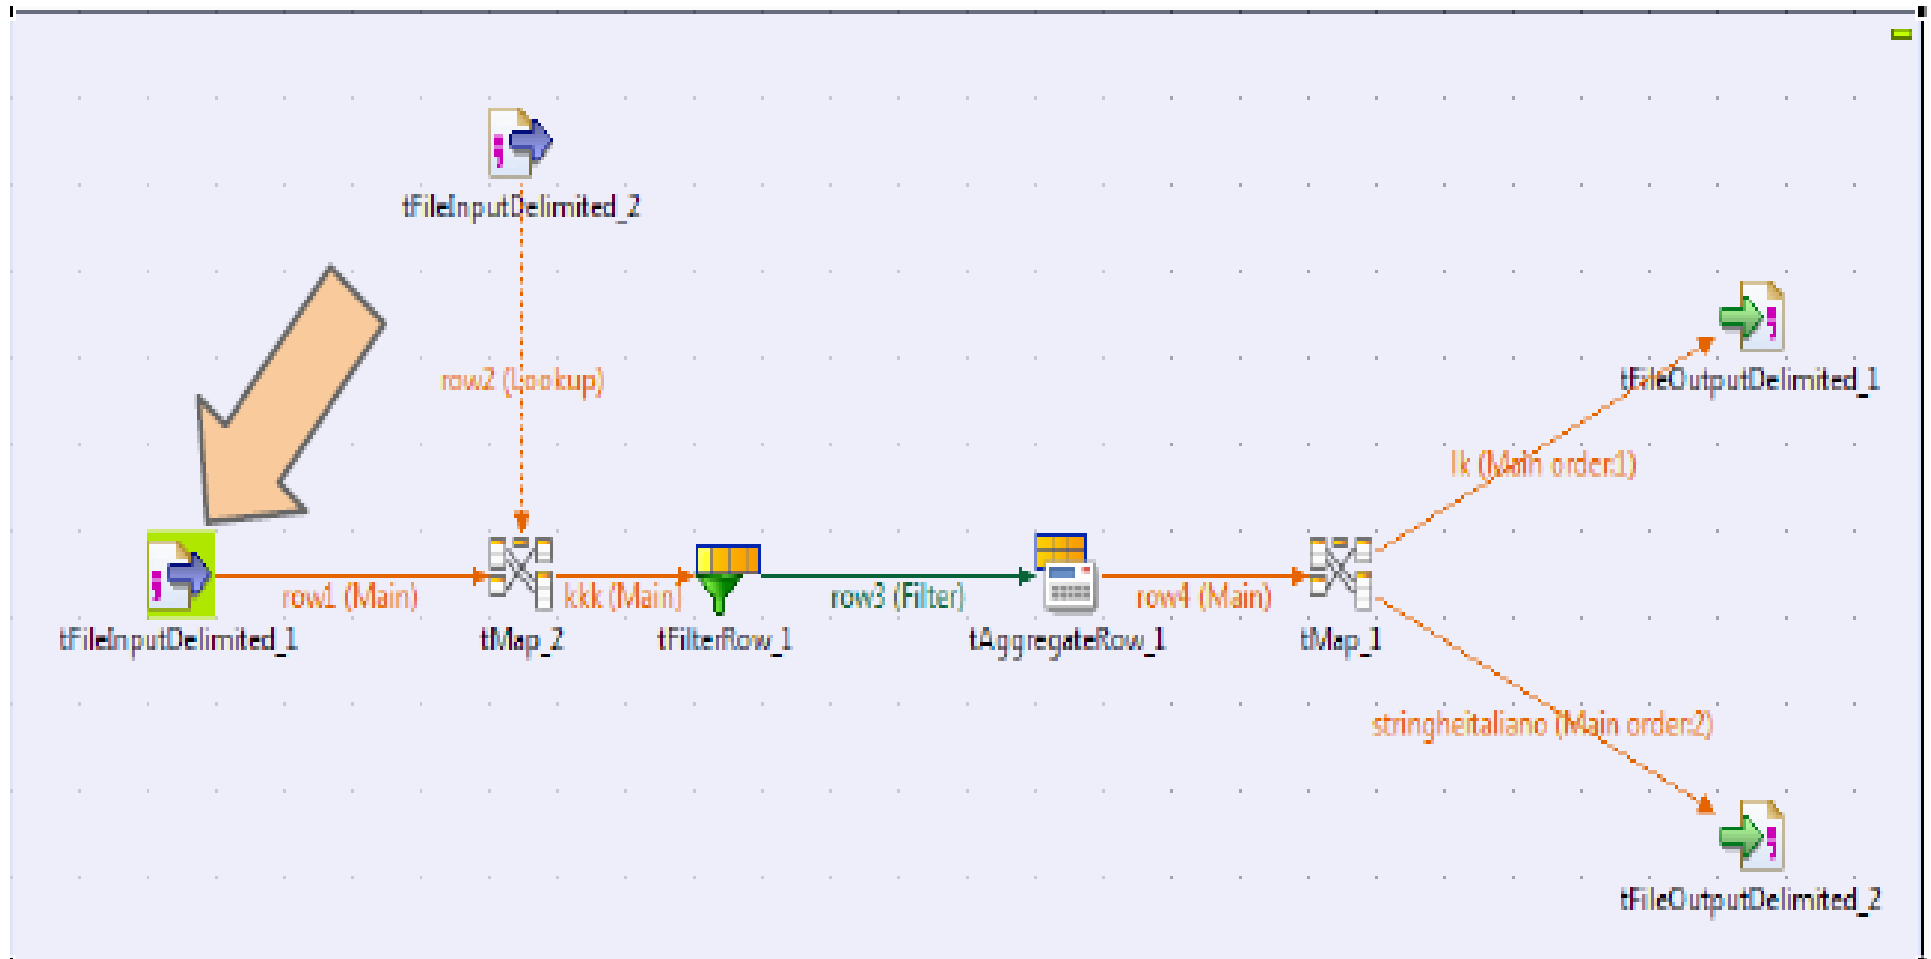 tFileInputDelimited_2
row2 (Lookup)
tFileOutputDelimited_1
lk (Main order:1)
row1 (Main)
kkk (Main)
row3 (Filter)
row4 (Main)
tFileInputDelimited_1
tMap_2
tFilterRow_1
tAggregateRow_1
tMap_1
stringheitaliano (Main order:2)
tFileOutputDelimited_2